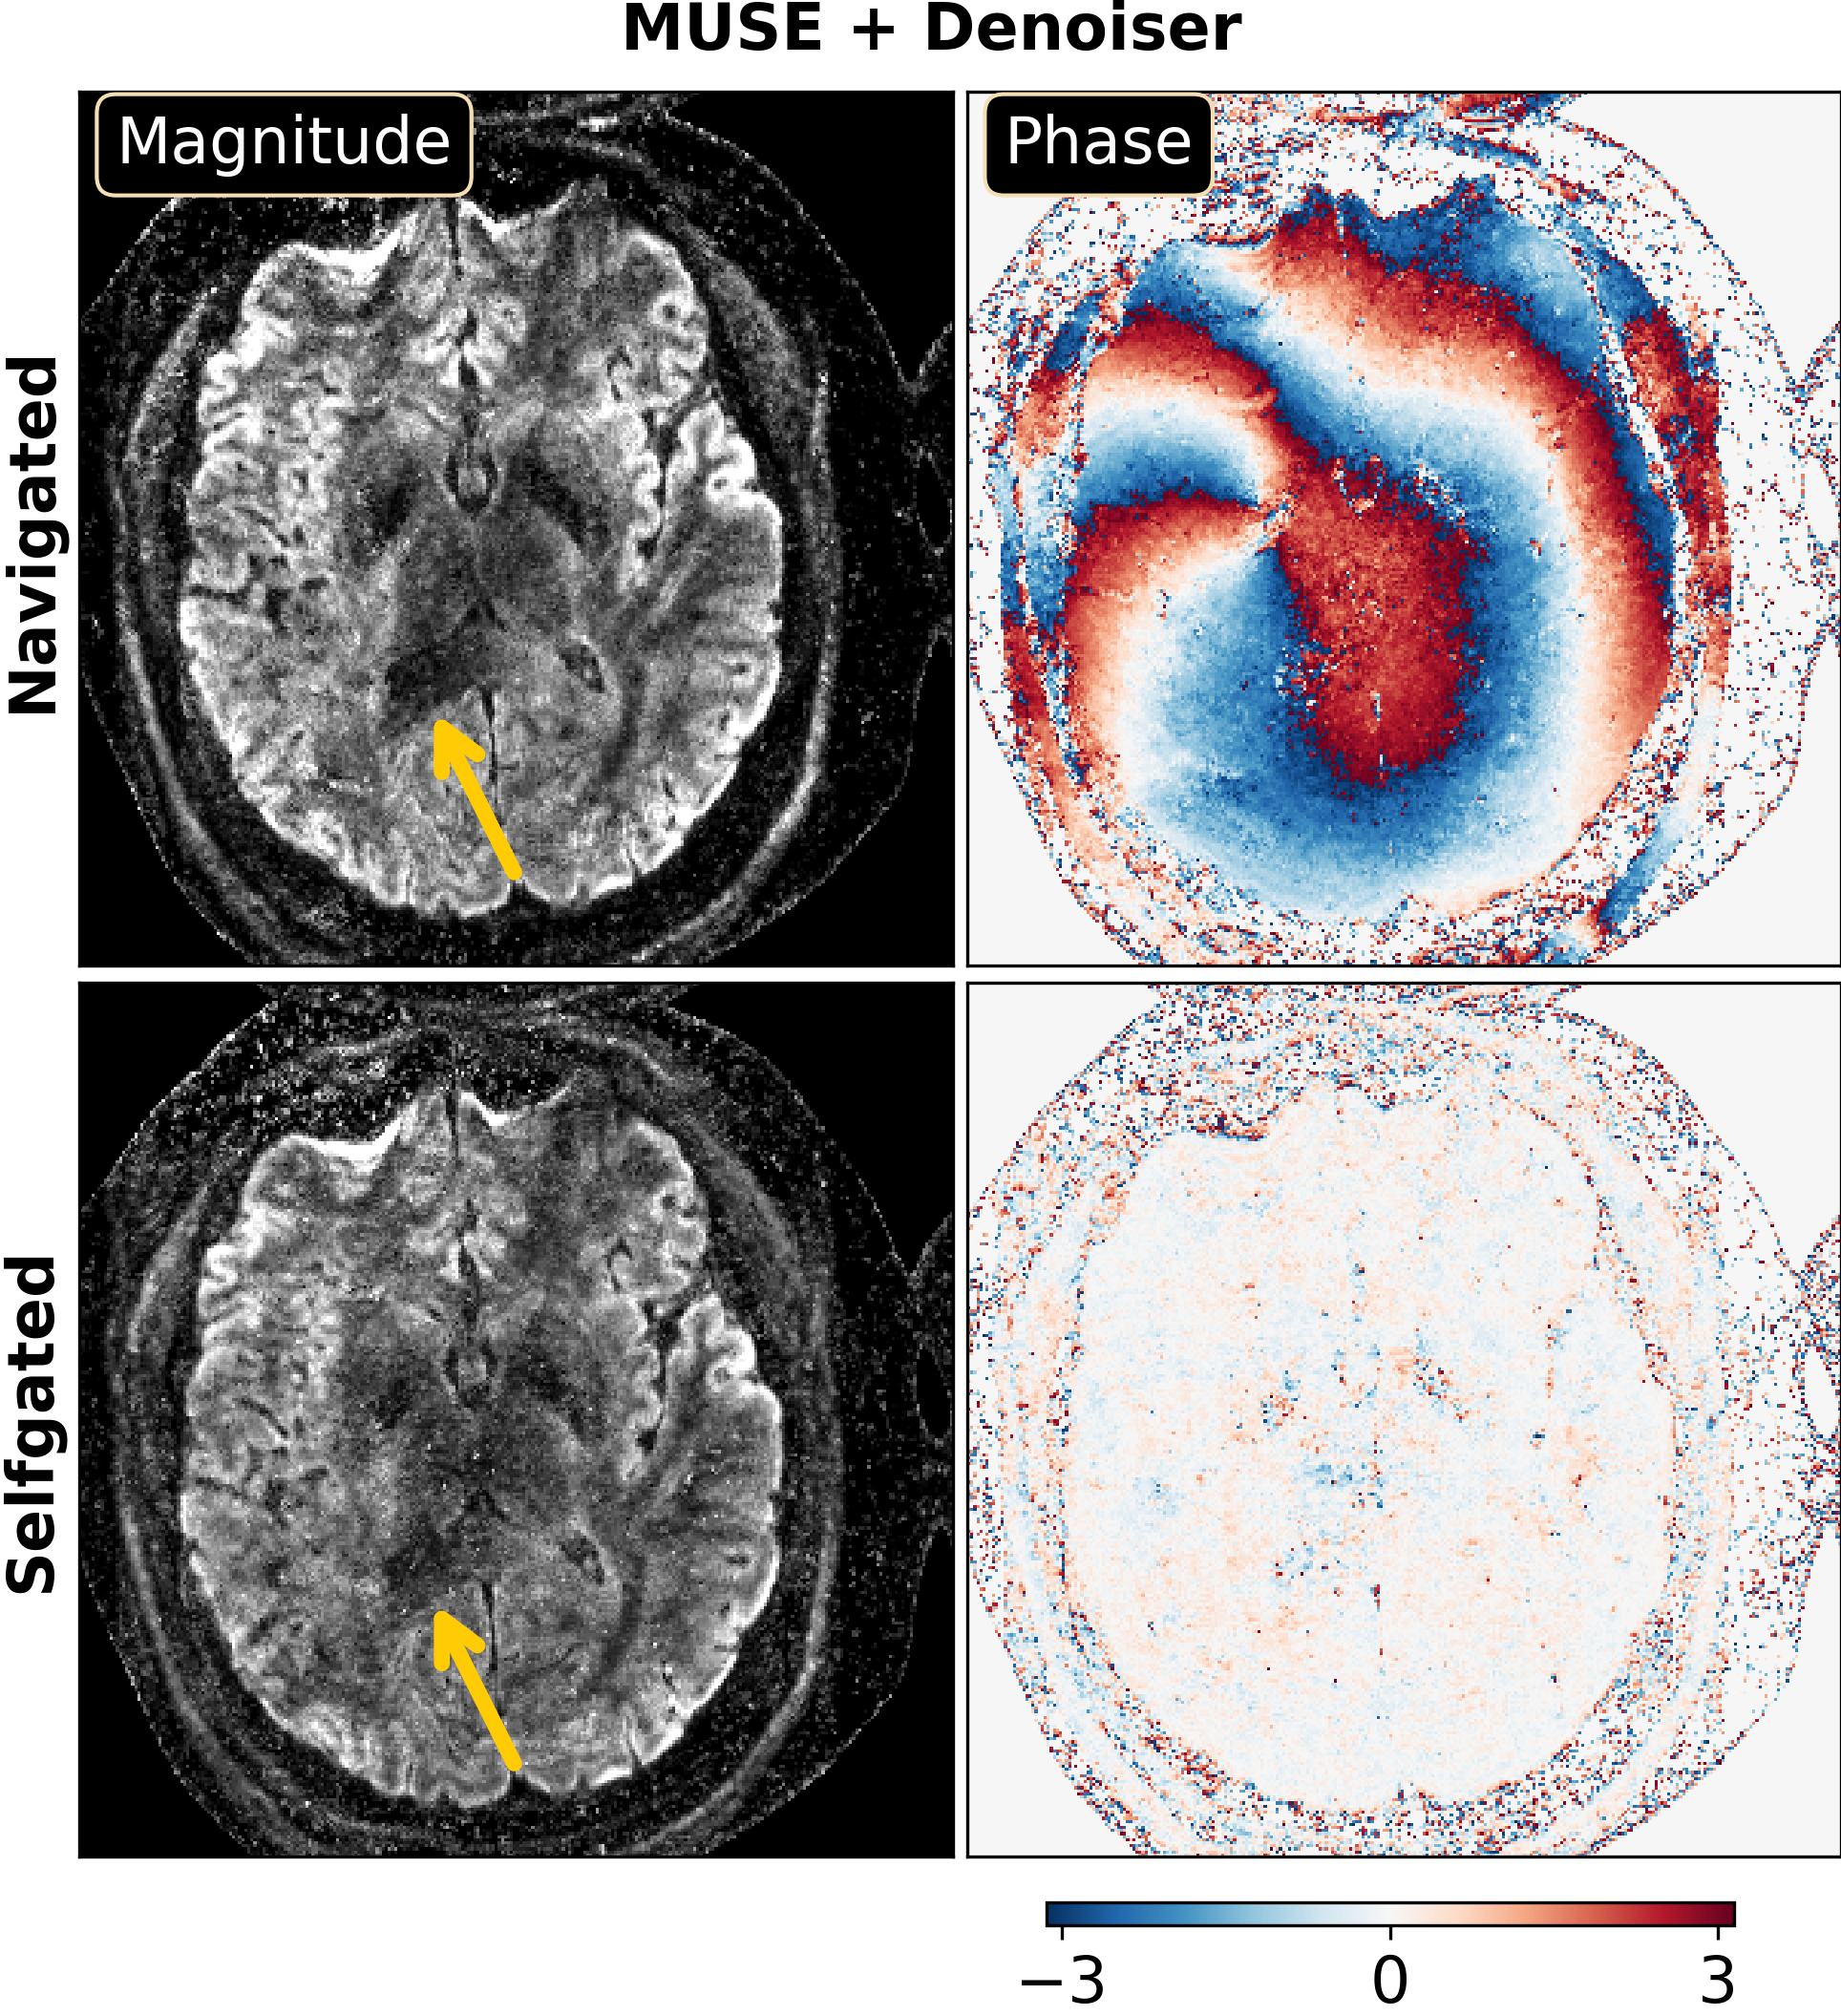 MUSE + Denoiser
Magnitude
Phase
Navigated
Selfgated
−3 0 3